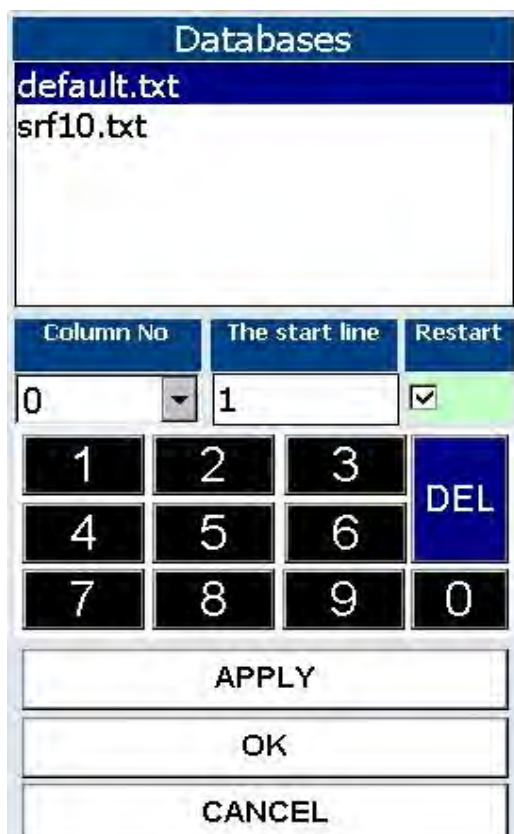 Databases
default.txt
srf10.txt
Column No The start line Restart
0 1
1 2 3
DEL
4 5 6
7 8 9 0
APPLY
OK
CANCEL